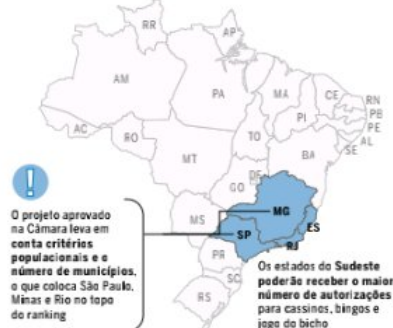 RR
AP
AM
PA
MA
CE
RN
PB
PE
AL
SE
PI
AC
RO
TO
BA
MT
DF
GO
MG
ES
MS
SP
RJ
PR
SC
RS
!
O projeto aprovado
na Câmara leva em
conta critérios
populacionais e o
número de municípios,
o que coloca São Paulo,
Minas e Rio no topo
do ranking
Os estados do Sudeste
poderão receber o maior
número de autorizações
para cassinos, bingos e
jogo do bicho